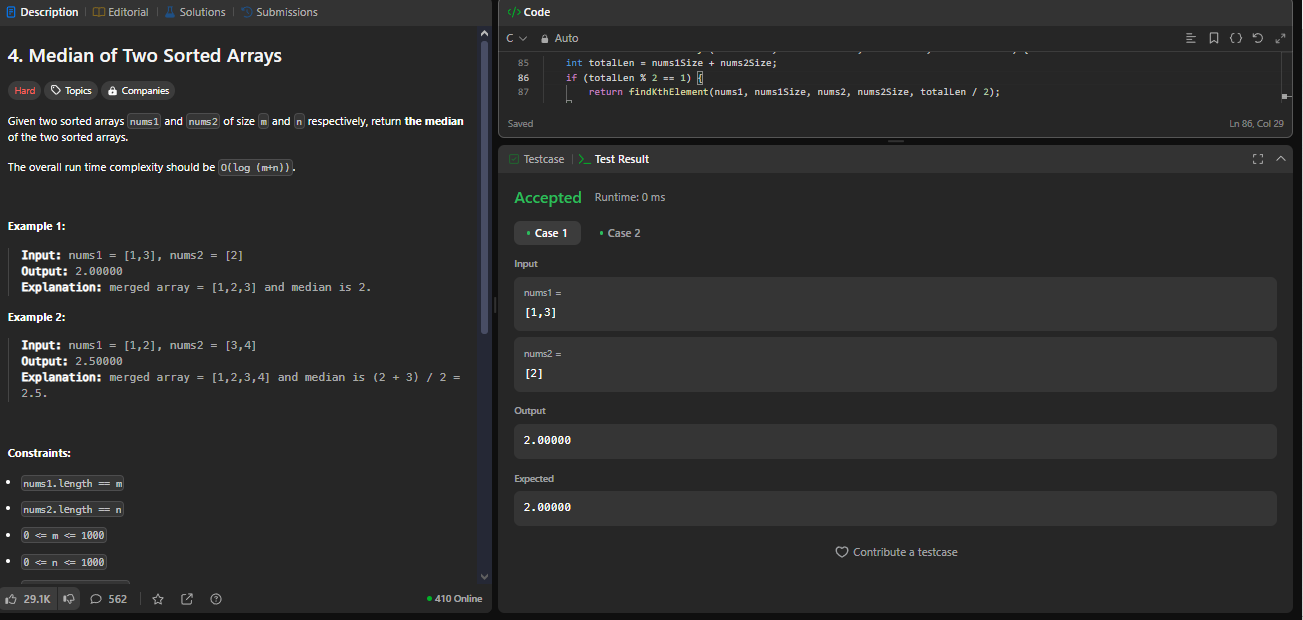 Description
Editorial
Solutions
Submissions
4. Median of Two Sorted Arrays
Hard
Topics
Companies
Given two sorted arrays nums1 and nums2 of size m and n respectively, return the median
of the two sorted arrays.
The overall run time complexity should be O(log (m+n)).
Example 1:
Input: nums1 = [1,3], nums2 = [2]
Output: 2.00000
Explanation: merged array = [1,2,3] and median is 2.
Example 2:
Input: nums1 = [1,2], nums2 = [3,4]
Output: 2.50000
Explanation: merged array = [1,2,3,4] and median is (2 + 3) / 2 =
2.5.
Constraints:
nums1.length == m
nums2.length == n
0 <= m <= 1000
0 <= n <= 1000
29.1K
562
410 Online
</> Code
C
Auto
85 int totalLen = nums1Size + nums2Size;
86 if (totalLen % 2 == 1) {
87 return findKthElement(nums1, nums1Size, nums2, nums2Size, totalLen / 2);
Saved
Ln 86, Col 29
Testcase
Test Result
Accepted
Runtime: 0 ms
Case 1
Case 2
Input
nums1 =
[1,3]
nums2 =
[2]
Output
2.00000
Expected
2.00000
Contribute a testcase